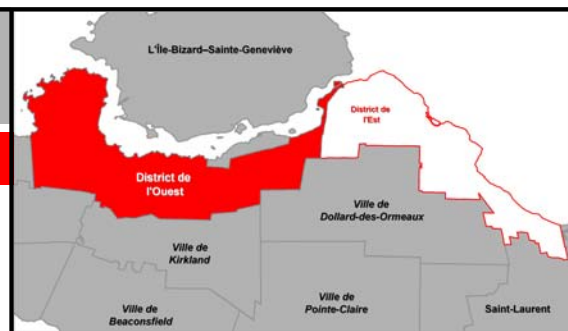 L'Île-Bizard–Sainte-Geneviève
District de
l'Est
District de
l'Ouest
Ville de
Dollard-des-Ormeaux
Ville de
Kirkland
Ville de
Pointe-Claire
Saint-Laurent
Ville de
Beaconsfield